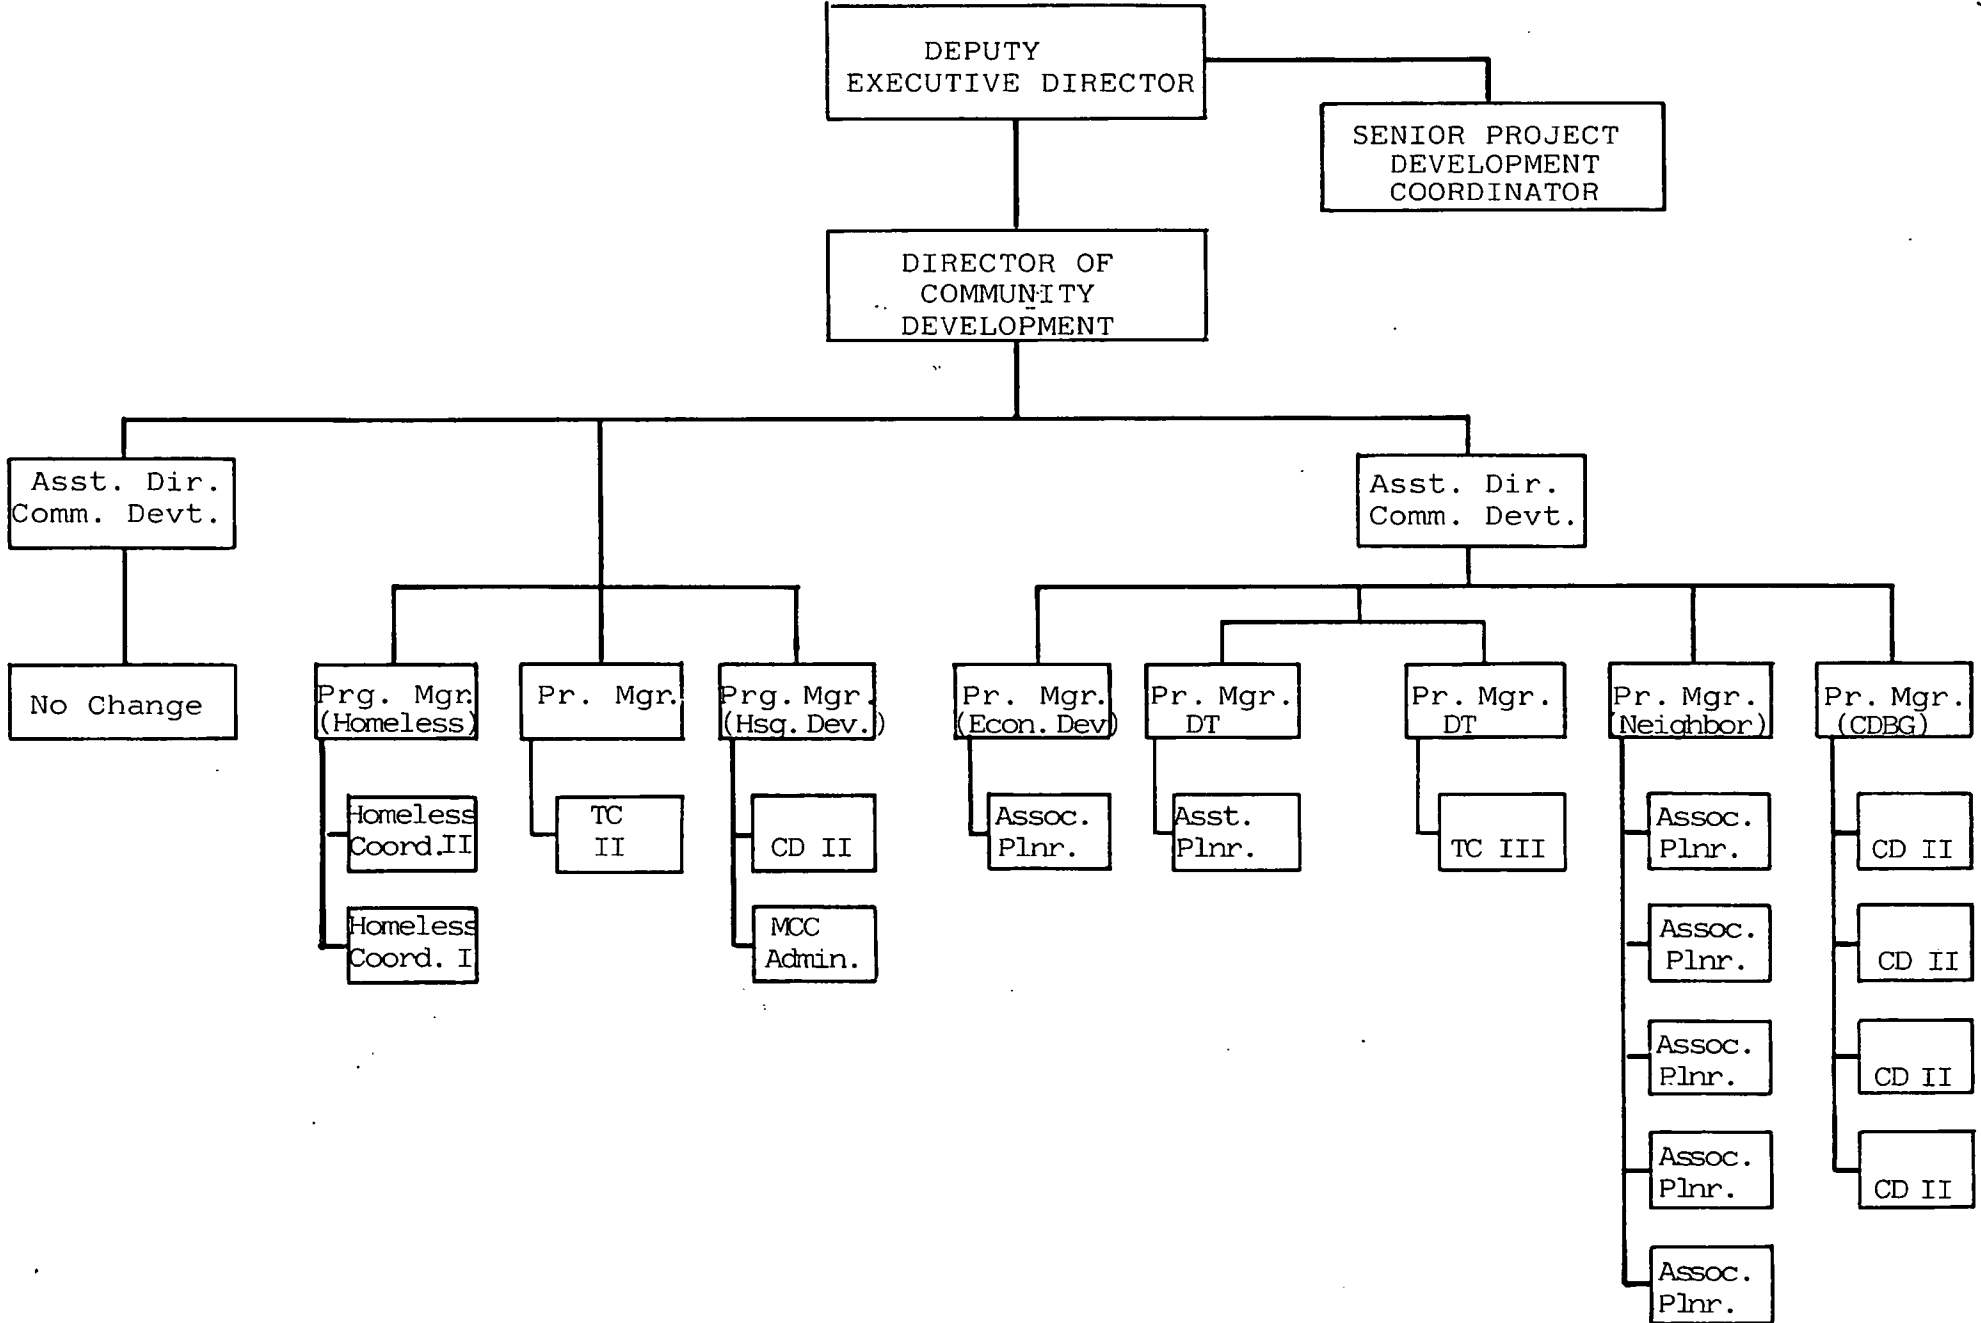 DEPUTY
EXECUTIVE DIRECTOR
SENIOR PROJECT
DEVELOPMENT
COORDINATOR
DIRECTOR OF
COMMUNITY
DEVELOPMENT
Asst. Dir.
Comm. Devt.
Asst. Dir.
Comm. Devt.
No Change
Prg. Mgr.
(Homeless)
Pr. Mgr.
Prg. Mgr.
(Hsg. Dev.)
Pr. Mgr.
(Econ. Dev)
Pr. Mgr.
DT
Pr. Mgr.
DT
Pr. Mgr.
(Neighbor)
Pr. Mgr.
(CDBG)
Homeless
Coord. II
Homeless
Coord. I
TC
II
CD II
MCC
Admin.
Assoc.
Plnr.
Asst.
Plnr.
TC III
Assoc.
Plnr.
Assoc.
Plnr.
Assoc.
Plnr.
Assoc.
Plnr.
Assoc.
Plnr.
CD II
CD II
CD II
CD II